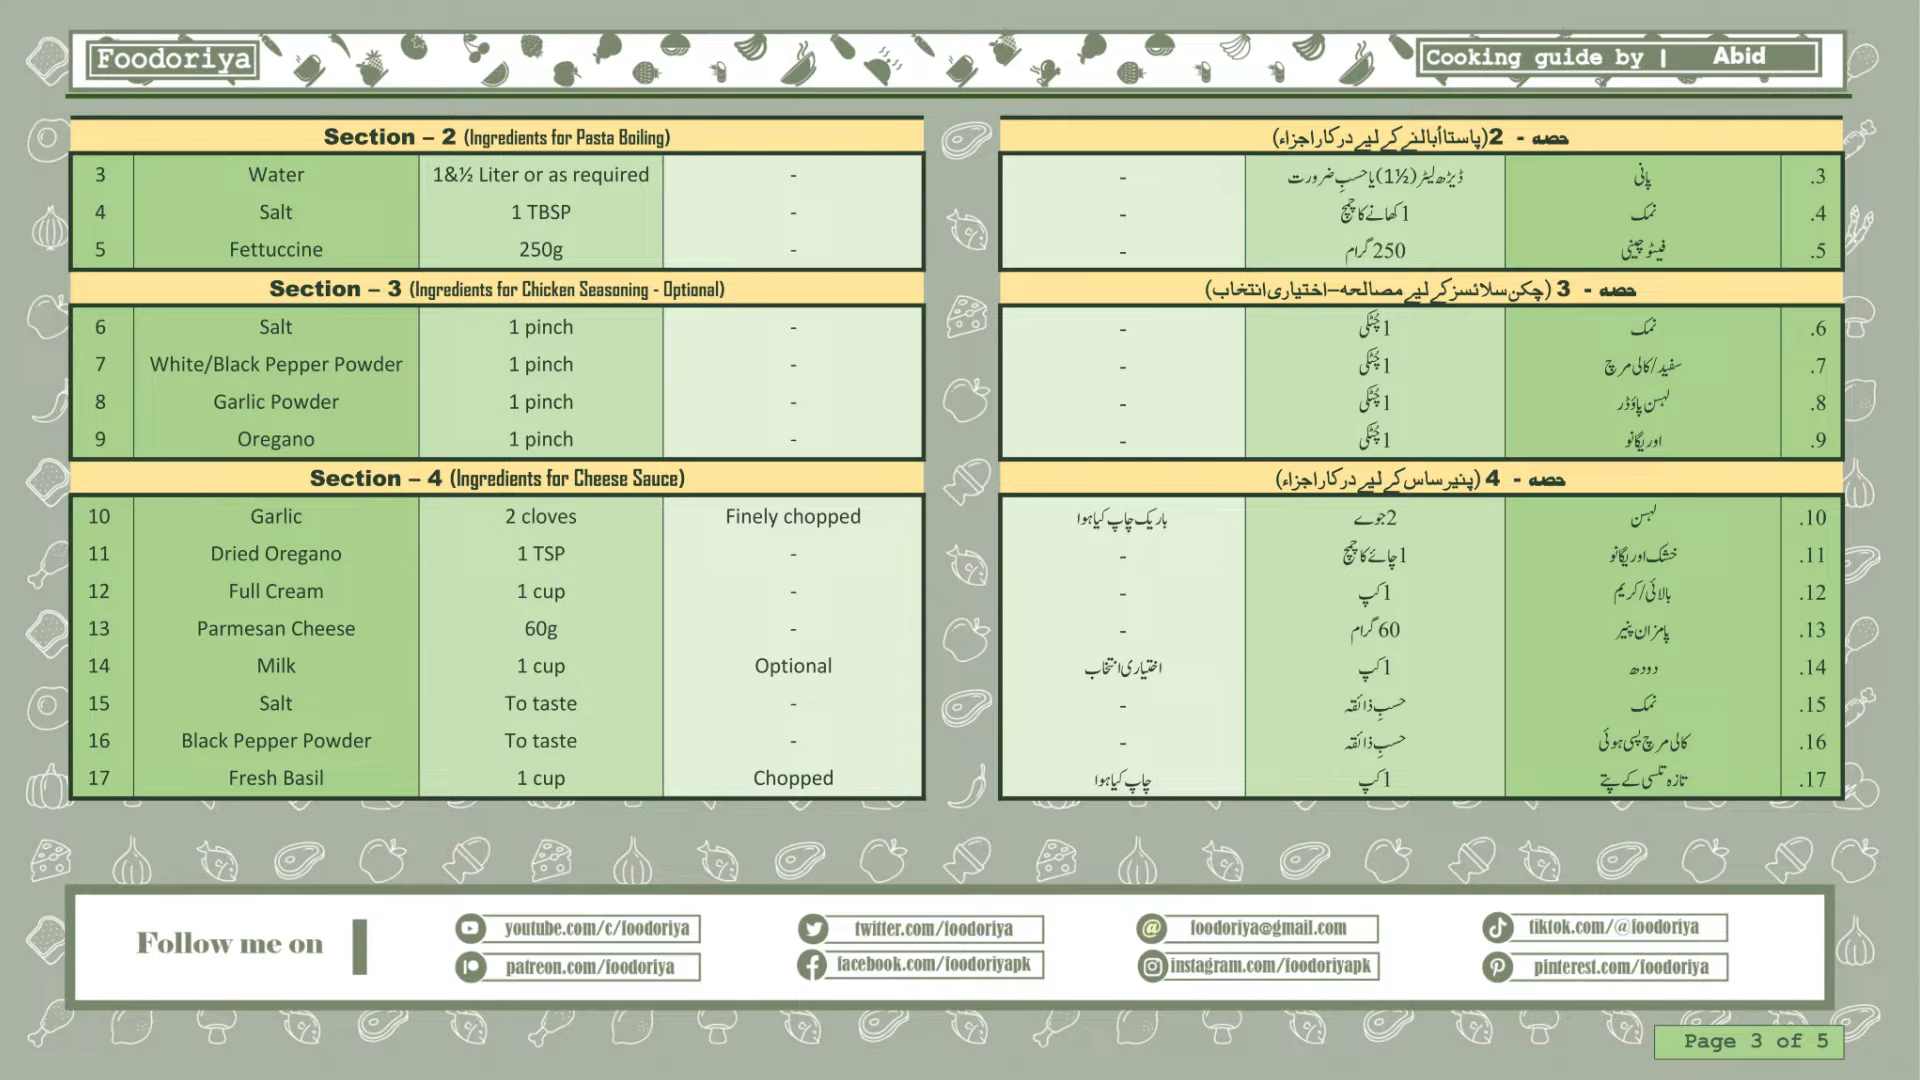 Foodoriya
Cooking guide by | Abid
Section – 2 (Ingredients for Pasta Boiling)
3 Water 1&½ Liter or as required -
4 Salt 1 TBSP -
5 Fettuccine 250g -
Section – 3 (Ingredients for Chicken Seasoning - Optional)
6 Salt 1 pinch -
7 White/Black Pepper Powder 1 pinch -
8 Garlic Powder 1 pinch -
9 Oregano 1 pinch -
Section – 4 (Ingredients for Cheese Sauce)
10 Garlic 2 cloves Finely chopped
11 Dried Oregano 1 TSP -
12 Full Cream 1 cup -
13 Parmesan Cheese 60g -
14 Milk 1 cup Optional
15 Salt To taste -
16 Black Pepper Powder To taste -
17 Fresh Basil 1 cup Chopped
حصہ - 2 (پاستا اُبالنے کے لیے درکار اجزاء)
3. پانی ڈیڑھ لیٹر (1½) یا حسبِ ضرورت -
4. نمک 1 کھانے کا چمچ -
5. فیٹوچینی 250 گرام -
حصہ - 3 (چکن سلائسز کے لیے مصالحہ – اختیاری انتخاب)
6. نمک 1 چُٹکی -
7. سفید/کالی مرچ 1 چُٹکی -
8. لہسن پاؤڈر 1 چُٹکی -
9. اوریگانو 1 چُٹکی -
حصہ - 4 (پنیر ساس کے لیے درکار اجزاء)
10. لہسن 2 جوے باریک چاپ کیا ہوا
11. خشک اوریگانو 1 چائے کا چمچ -
12. بالائی/کریم 1 کپ -
13. پامزان پنیر 60 گرام -
14. دودھ 1 کپ اختیاری انتخاب
15. نمک حسبِ ذائقہ -
16. کالی مرچ پسی ہوئی حسبِ ذائقہ -
17. تازہ تلسی کے پتے 1 کپ چاپ کیا ہوا
Follow me on
youtube.com/c/foodoriya
patreon.com/foodoriya
twitter.com/foodoriya
facebook.com/foodoriyapk
foodoriya@gmail.com
instagram.com/foodoriyapk
tiktok.com/@foodoriya
pinterest.com/foodoriya
Page 3 of 5